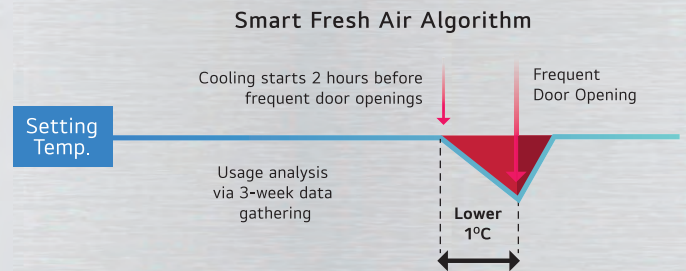 Smart Fresh Air Algorithm
Cooling starts 2 hours before
frequent door openings
Frequent
Door Opening
Setting
Temp.
Usage analysis
via 3-week data
gathering
Lower
1ºC